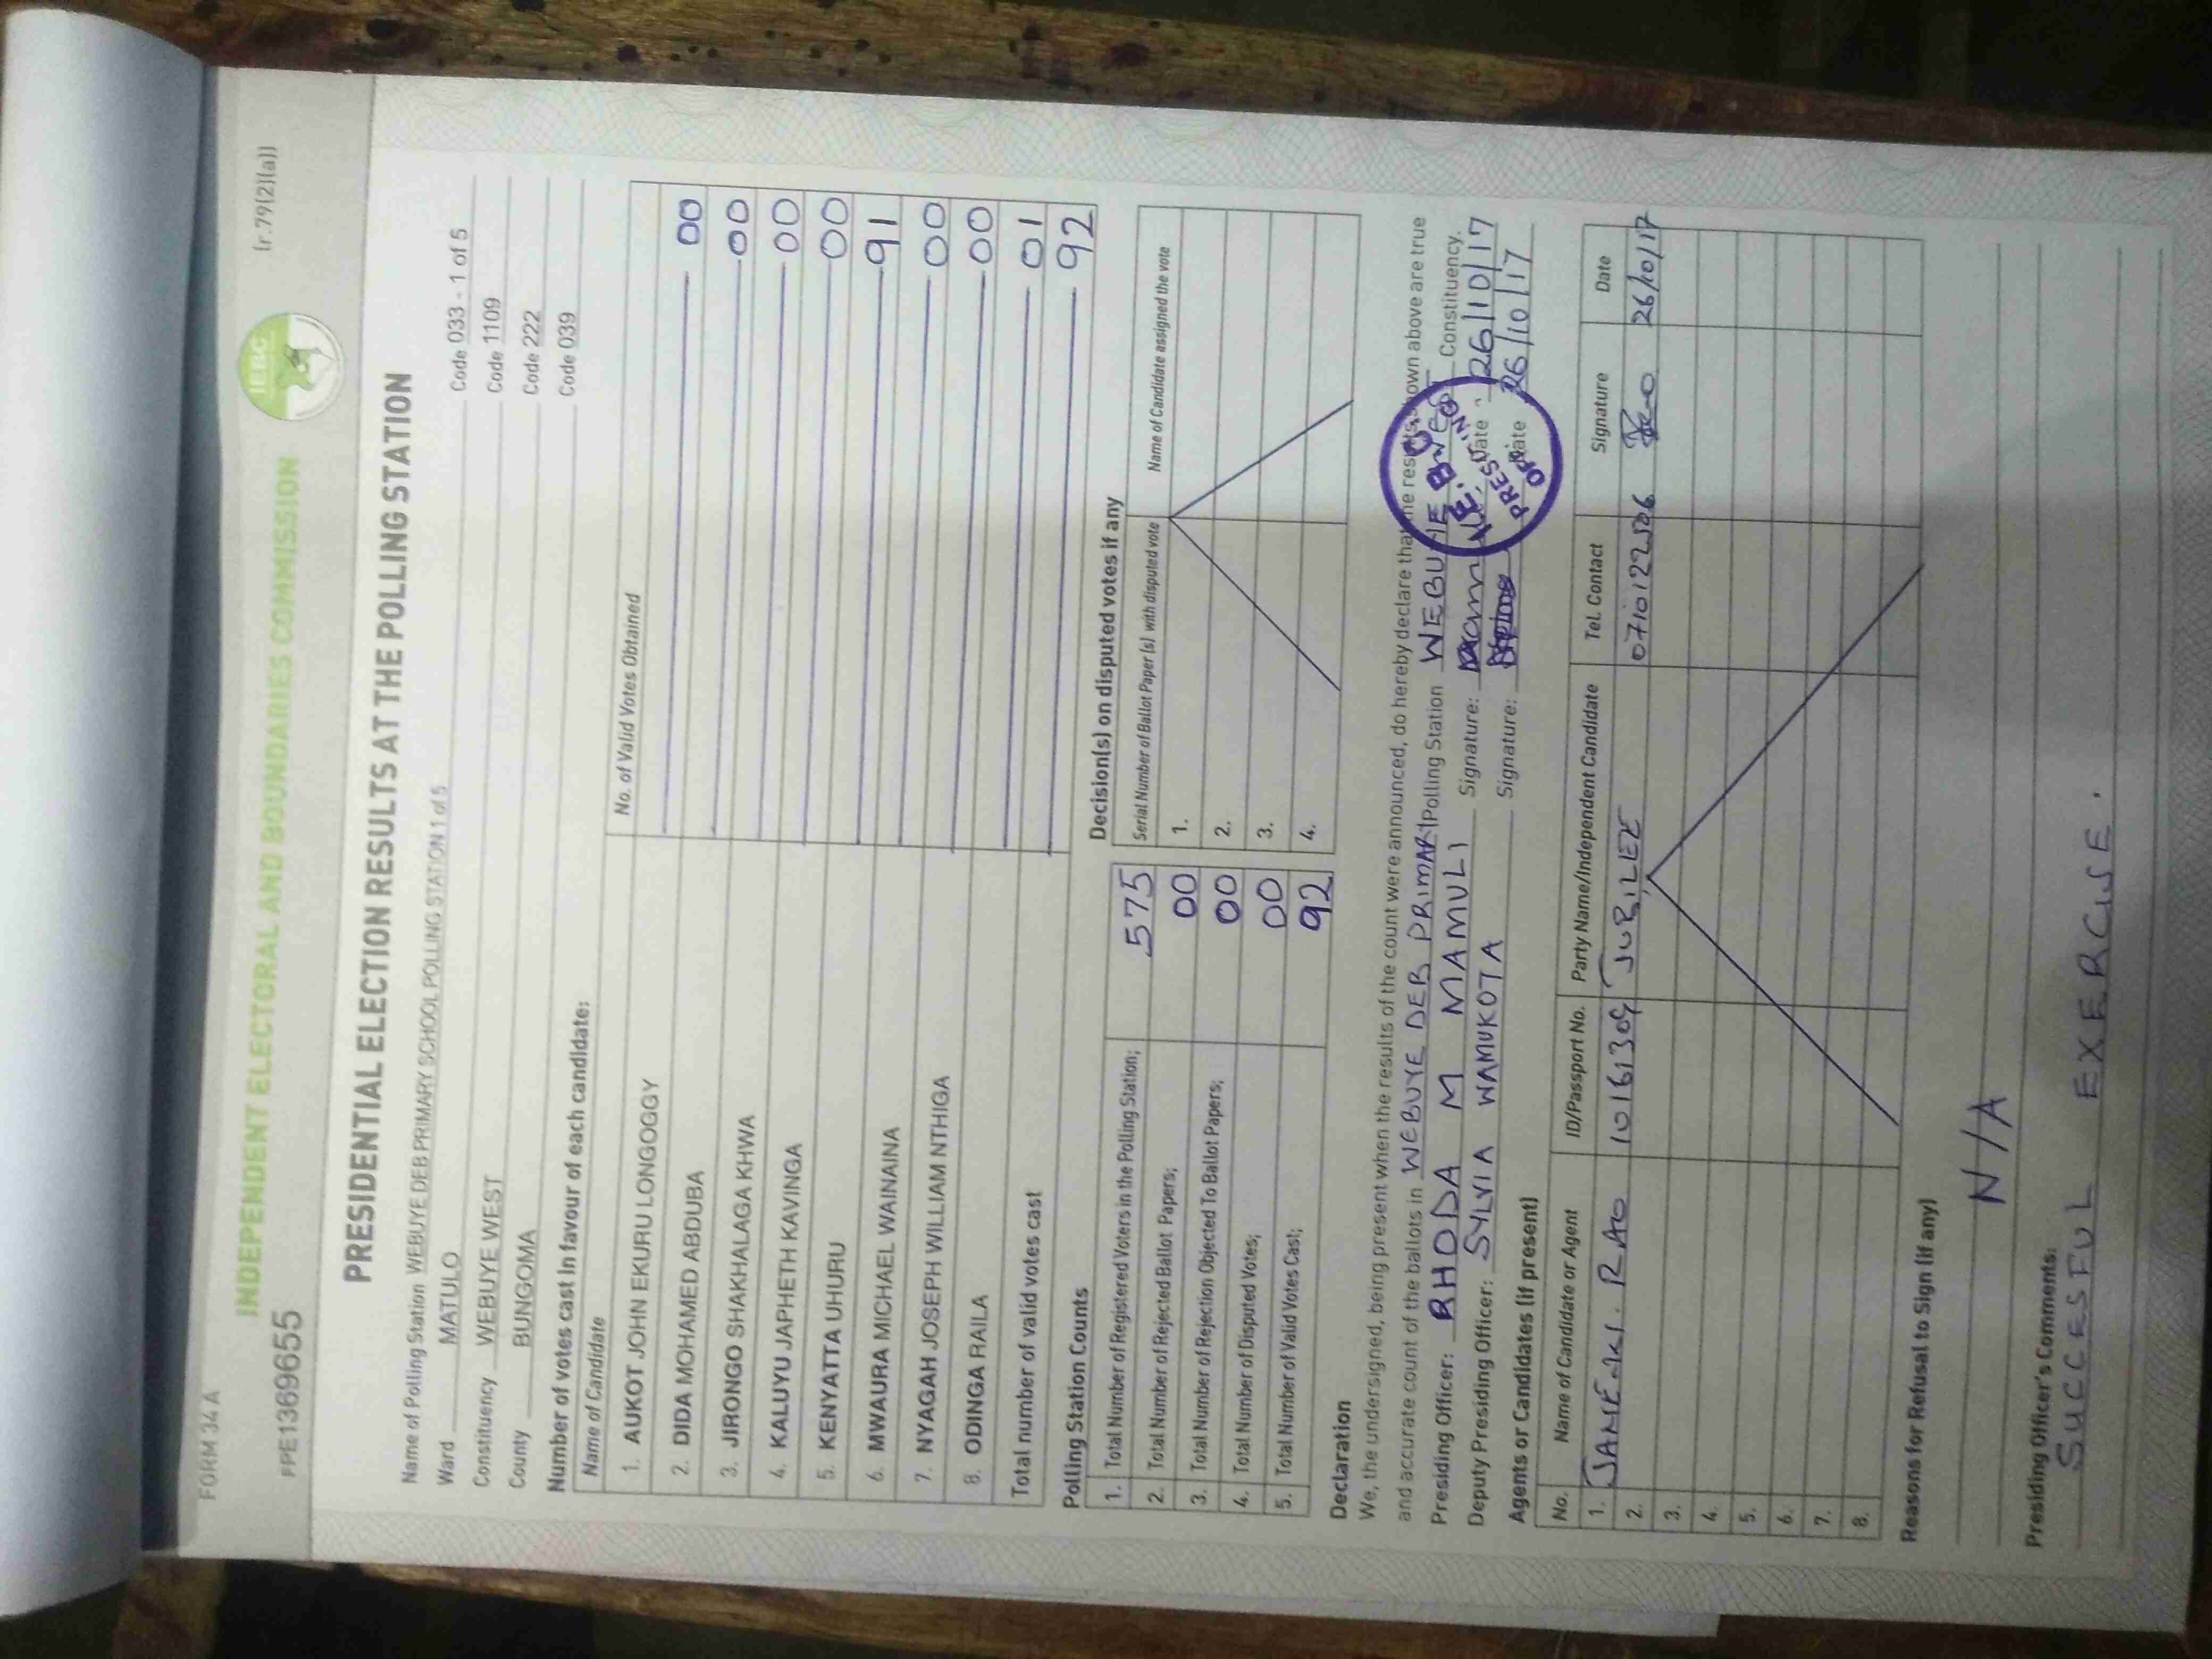 FORM 34 A
INDEPENDENT ELECTORAL AND BOUNDARIES COMMISSION
IEBC
(r.79(2)(a))
PRE1369655
PRESIDENTIAL ELECTION RESULTS AT THE POLLING STATION
Name of Polling Station WEBUYE DEB PRIMARY SCHOOL POLLING STATION 1 of 5 Code 033 - 1 of 5
Ward MATULO Code 1109
Constituency WEBUYE WEST Code 222
County BUNGOMA Code 039
Number of votes cast in favour of each candidate:
Name of Candidate No. of Valid Votes Obtained
1. AUKOT JOHN EKURU LONGOGGY 00
2. DIDA MOHAMED ABDUBA 00
3. JIRONGO SHAKHALAGA KHWA 00
4. KALUYU JAPHETH KAVINGA 00
5. KENYATTA UHURU 91
6. MWAURA MICHAEL WAINAINA 00
7. NYAGAH JOSEPH WILLIAM NTHIGA 00
8. ODINGA RAILA 01
Total number of valid votes cast 92
Polling Station Counts
1. Total Number of Registered Voters in the Polling Station; 575
2. Total Number of Rejected Ballot Papers; 00
3. Total Number of Rejection Objected To Ballot Papers; 00
4. Total Number of Disputed Votes; 00
5. Total Number of Valid Votes Cast; 92
Decision(s) on disputed votes if any
Serial Number of Ballot Paper (s) with disputed vote Name of Candidate assigned the vote
1.
2.
3.
4.
Declaration
We, the undersigned, being present when the results of the count were announced, do hereby declare that the results shown above are true
and accurate count of the ballots in WEBUYE DEB PRIMARY Polling Station WEBUYE WEST Constituency.
Presiding Officer: RHODA M MAMULI Signature: Date 26/10/17
Deputy Presiding Officer: SYLVIA WAMUKOTA Signature: Date 26/10/17
Agents or Candidates (if present)
No. Name of Candidate or Agent ID/Passport No. Party Name/Independent Candidate Tel. Contact Signature Date
1. JANE KI. RAO 10161309 JUBILEE 0710122506 26/10/17
2.
3.
4.
5.
6.
7.
8.
Reasons for Refusal to Sign (if any)
N/A
Presiding Officer's Comments:
SUCCESFUL EXERCISE.